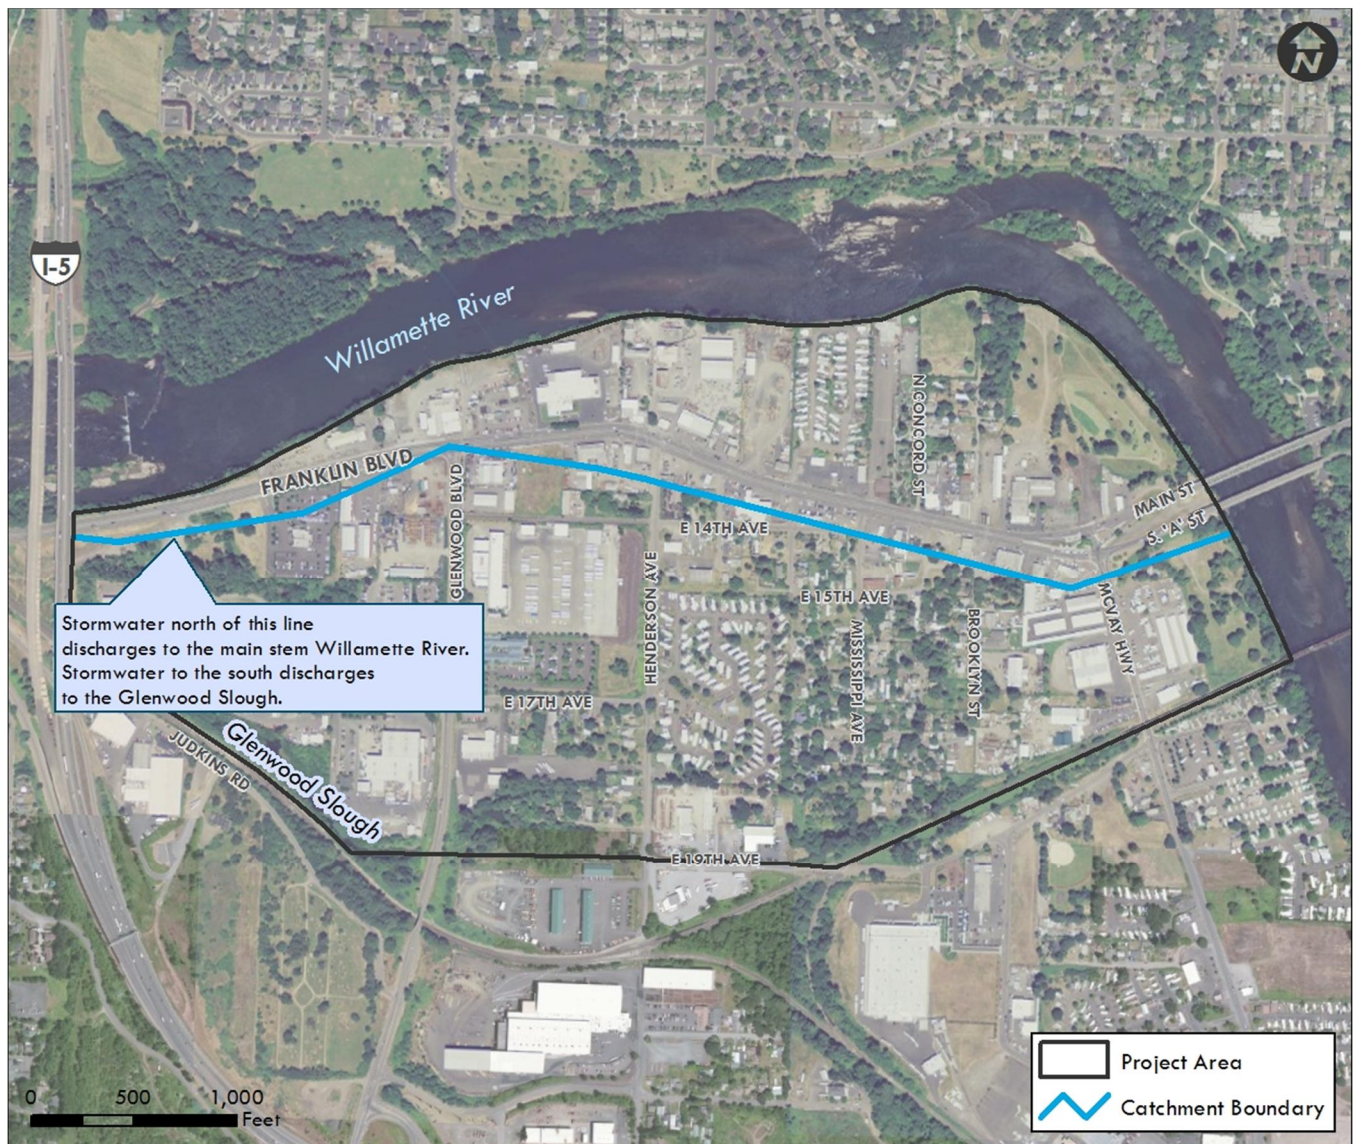 N
I-5
Willamette River
N CONCORD ST
FRANKLIN BLVD
GLENWOOD BLVD
MAIN ST
S. 'A' ST
E 14TH AVE
HENDERSON AVE
E 15TH AVE
MCVAY HWY
BROOKLYN ST
MISSISSIPPI AVE
Stormwater north of this line
discharges to the main stem Willamette River.
Stormwater to the south discharges
to the Glenwood Slough.
E 17TH AVE
Glenwood Slough
JUDKINS RD
E 19TH AVE
Project Area
Catchment Boundary
0 500 1,000
Feet